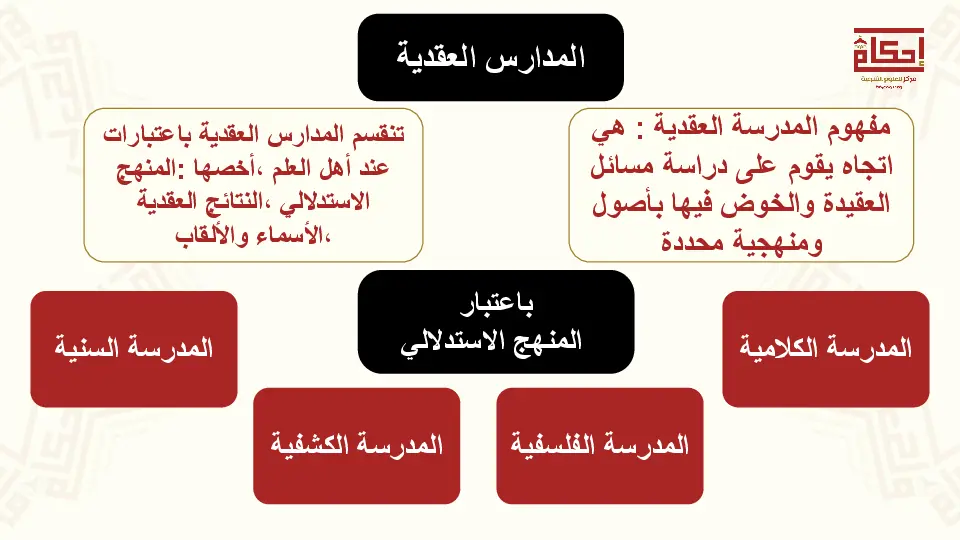 المدارس العقدية
إحكام
مركز للعلوم الشرعية
مفهوم المدرسة العقدية : هي
اتجاه يقوم على دراسة مسائل
العقيدة والخوض فيها بأصول
ومنهجية محددة
تنقسم المدارس العقدية باعتبارات
عند أهل العلم ،أخصها :المنهج
الاستدلالي ،النتائج العقدية
،الأسماء والألقاب
باعتبار
المنهج الاستدلالي
المدرسة الكلامية
المدرسة الفلسفية
المدرسة الكشفية
المدرسة السنية